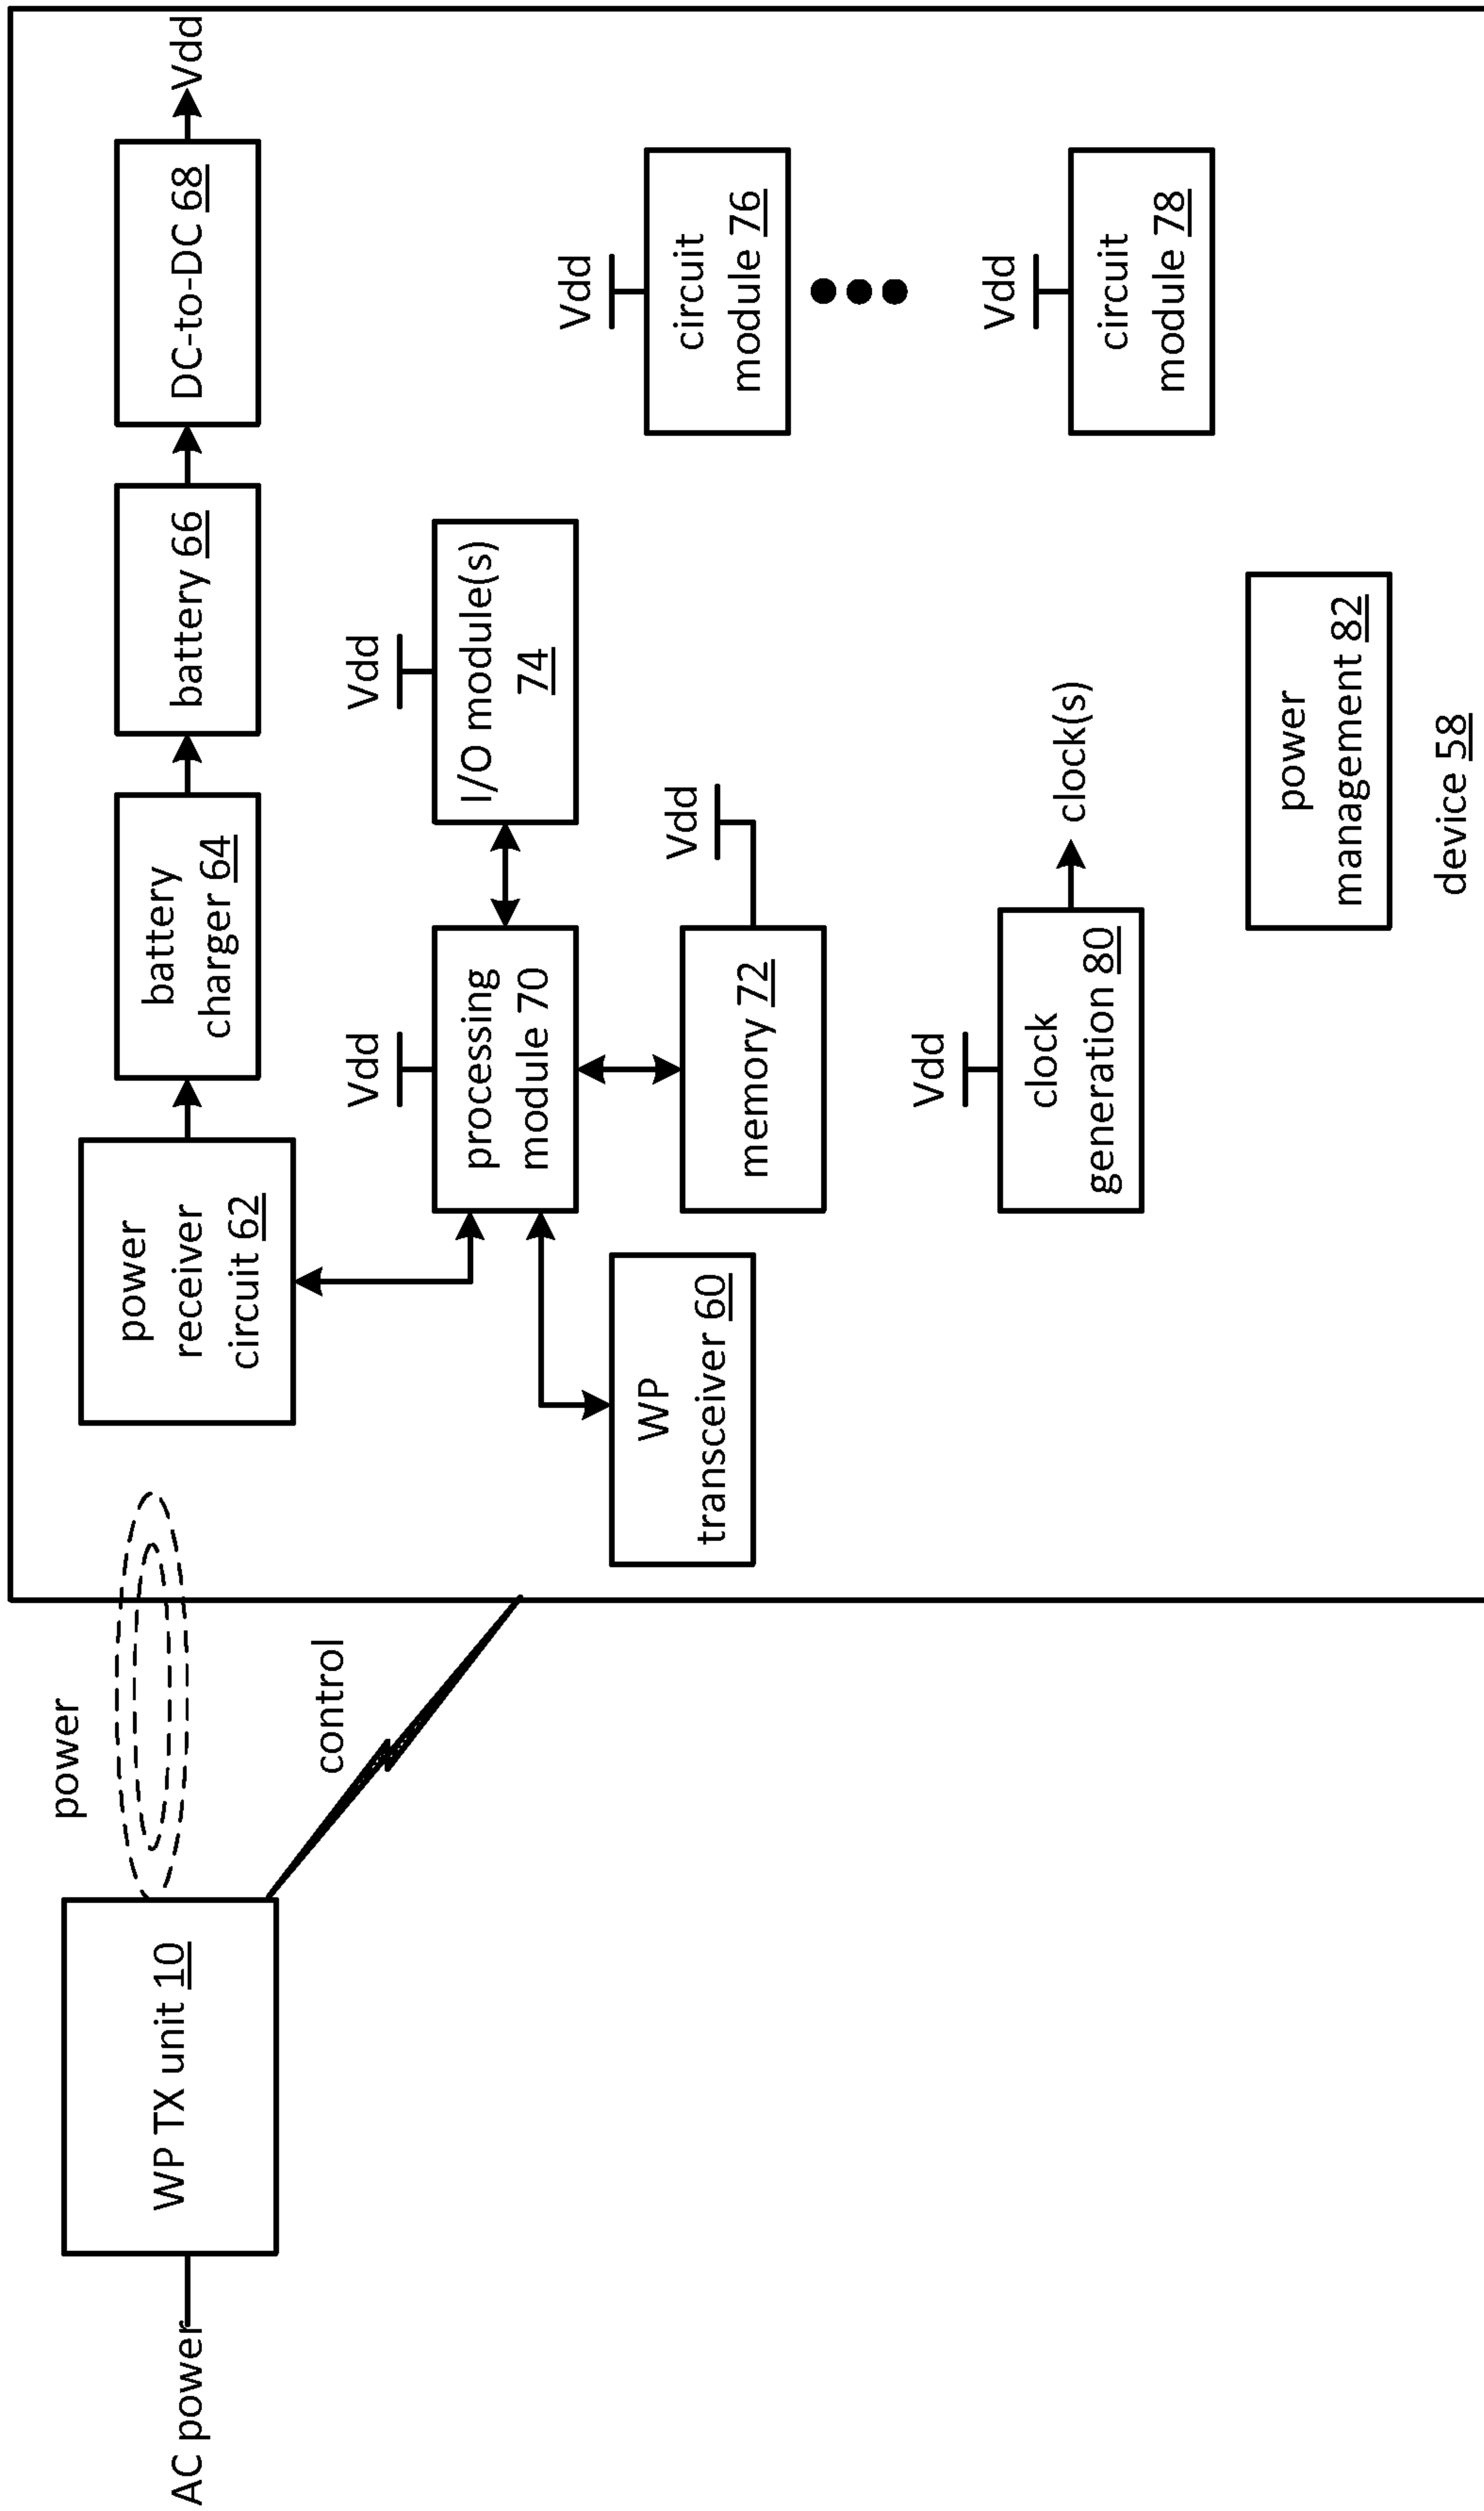 AC power
WP TX unit 10
power
control
power
receiver
circuit 62
battery
charger 64
battery 66
DC-to-DC 68
Vdd
WP
transceiver 60
Vdd
processing
module 70
Vdd
I/O module(s)
74
memory 72
Vdd
Vdd
circuit
module 76
Vdd
circuit
module 78
Vdd
clock
generation 80
clock(s)
power
management 82
device 58